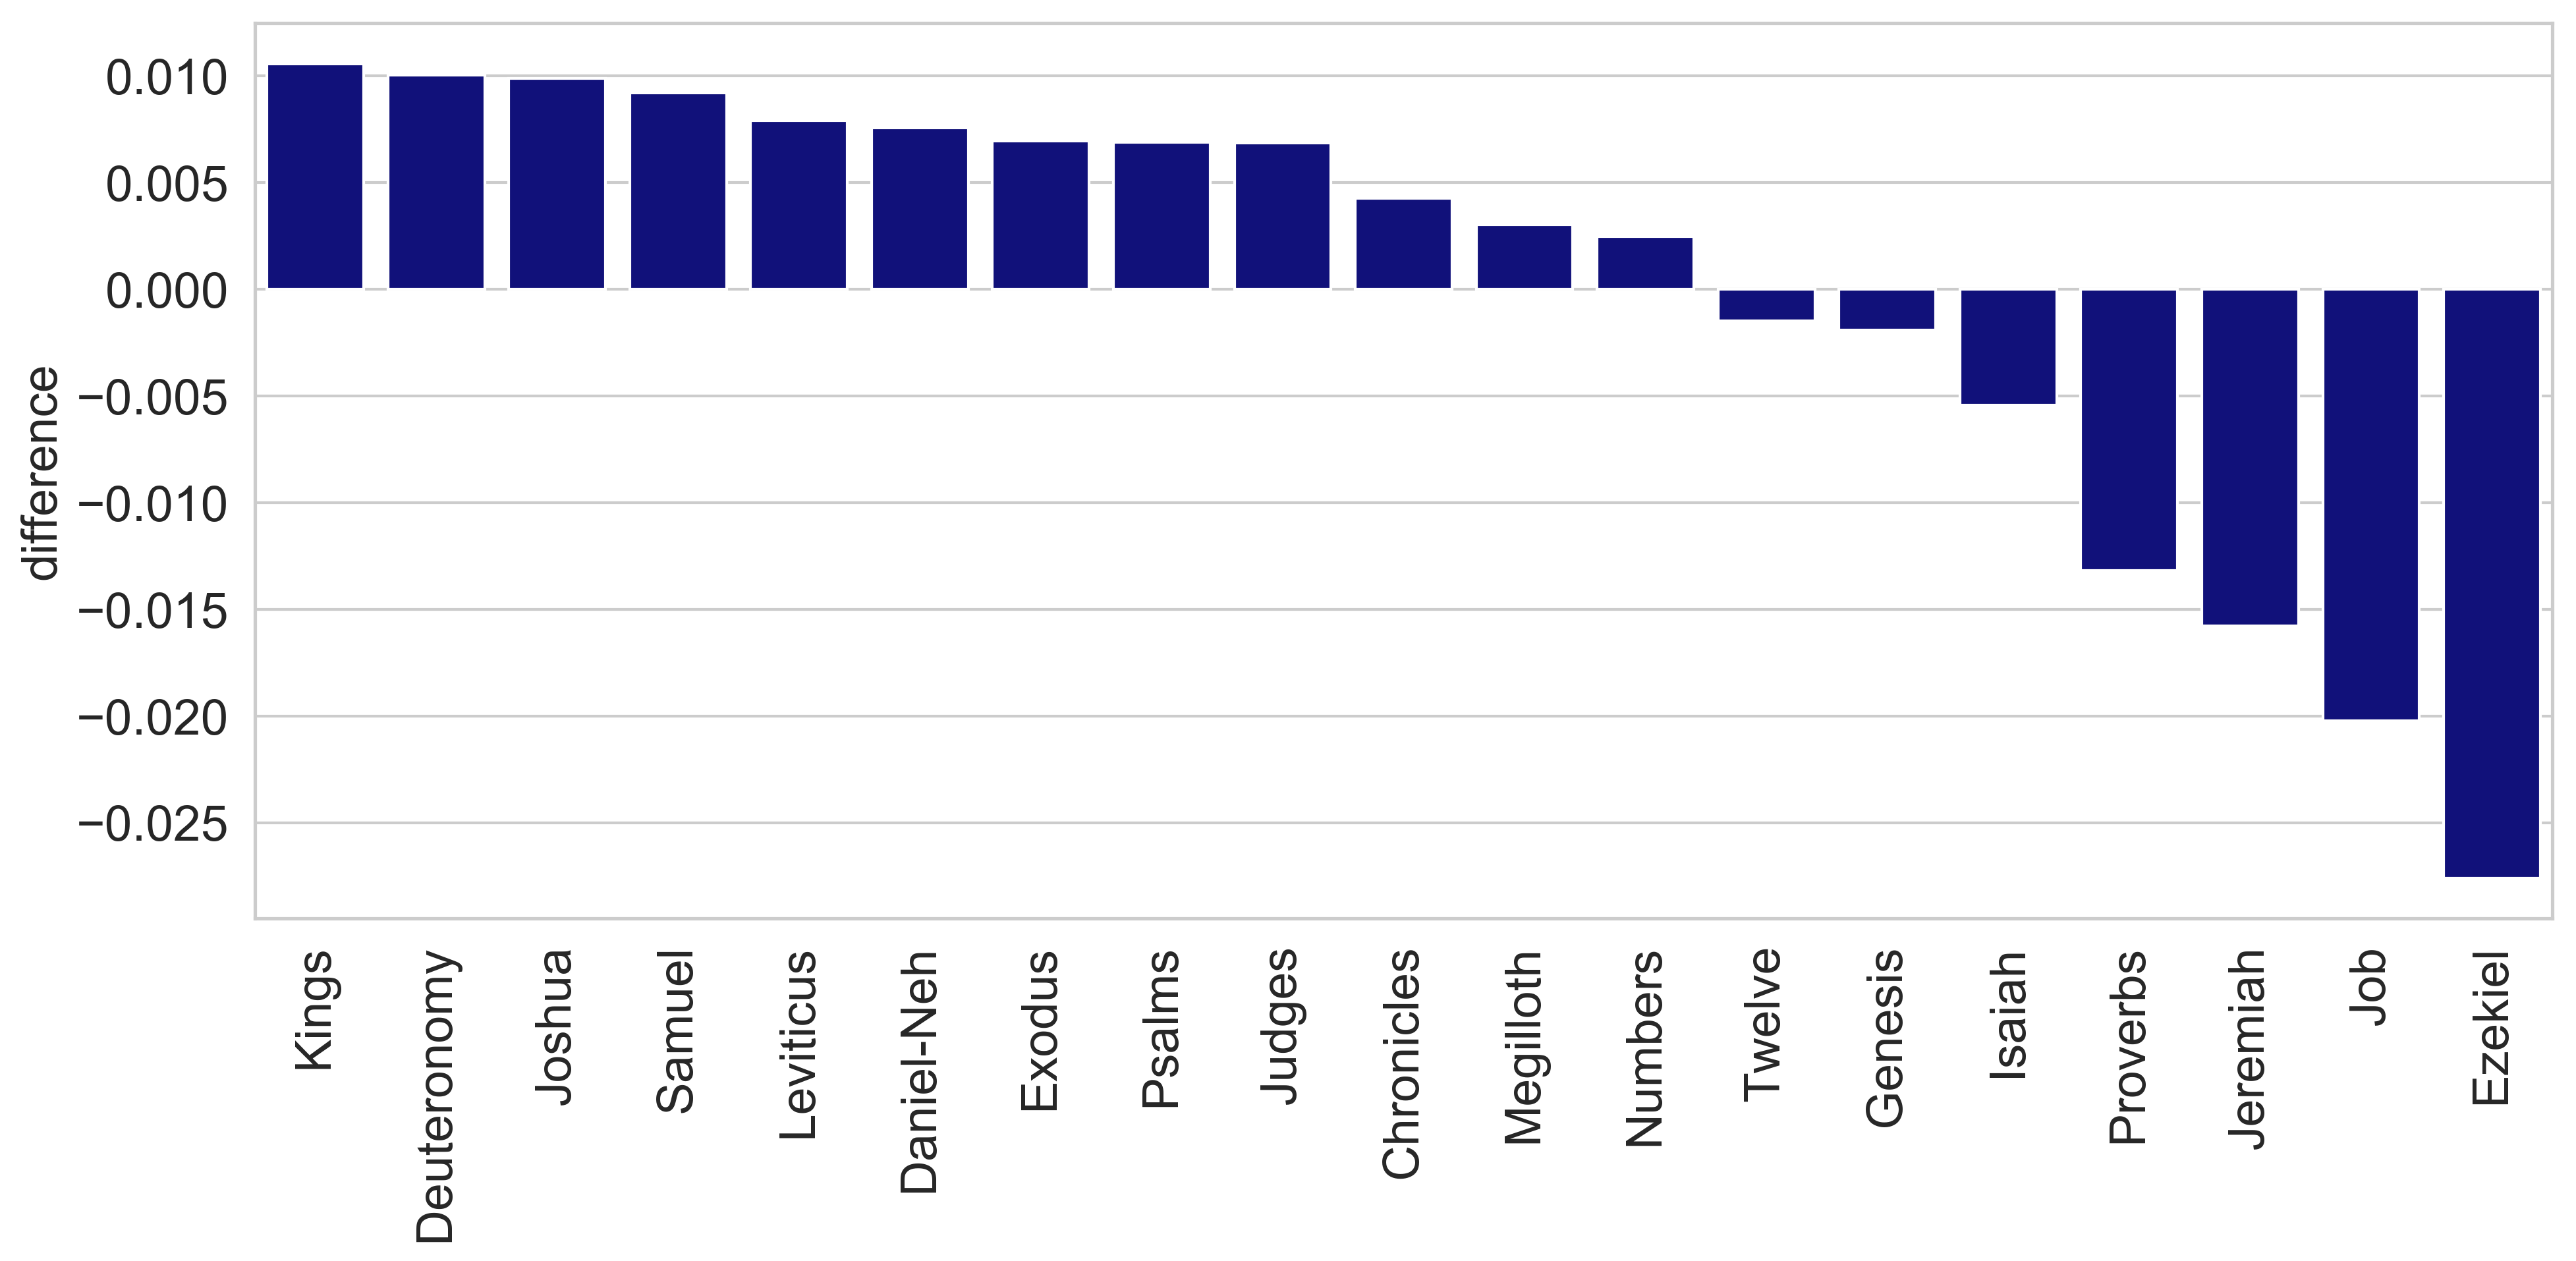 difference
0.010
0.005
0.000
−0.005
−0.010
−0.015
−0.020
−0.025
Kings
Deuteronomy
Joshua
Samuel
Leviticus
Daniel-Neh
Exodus
Psalms
Judges
Chronicles
Megilloth
Numbers
Twelve
Genesis
Isaiah
Proverbs
Jeremiah
Job
Ezekiel